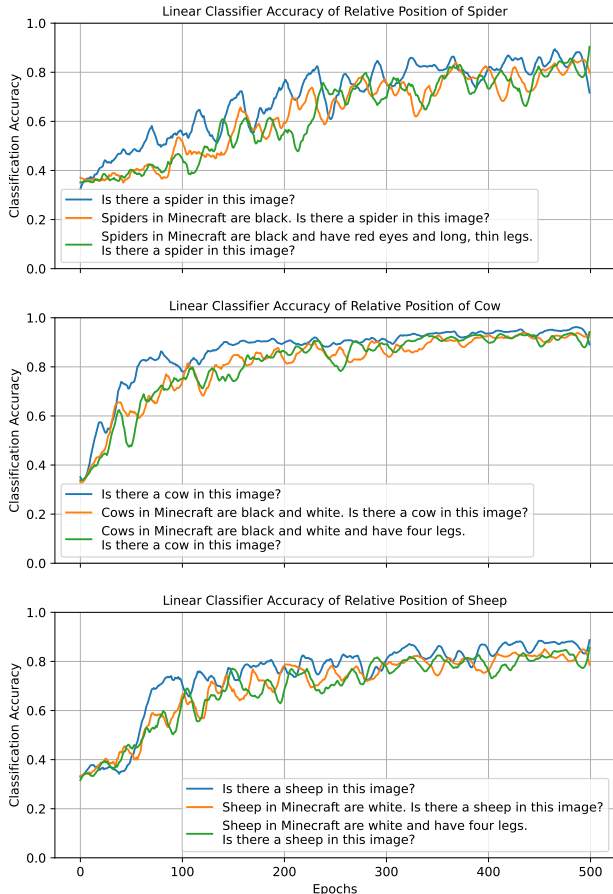 Linear Classifier Accuracy of Relative Position of Spider
1.0
0.8
0.6
0.4
0.2
0.0
Classification Accuracy
Is there a spider in this image?
Spiders in Minecraft are black. Is there a spider in this image?
Spiders in Minecraft are black and have red eyes and long, thin legs.
Is there a spider in this image?
Linear Classifier Accuracy of Relative Position of Cow
1.0
0.8
0.6
0.4
0.2
0.0
Classification Accuracy
Is there a cow in this image?
Cows in Minecraft are black and white. Is there a cow in this image?
Cows in Minecraft are black and white and have four legs.
Is there a cow in this image?
Linear Classifier Accuracy of Relative Position of Sheep
1.0
0.8
0.6
0.4
0.2
0.0
Classification Accuracy
Is there a sheep in this image?
Sheep in Minecraft are white. Is there a sheep in this image?
Sheep in Minecraft are white and have four legs.
Is there a sheep in this image?
0 100 200 300 400 500
Epochs